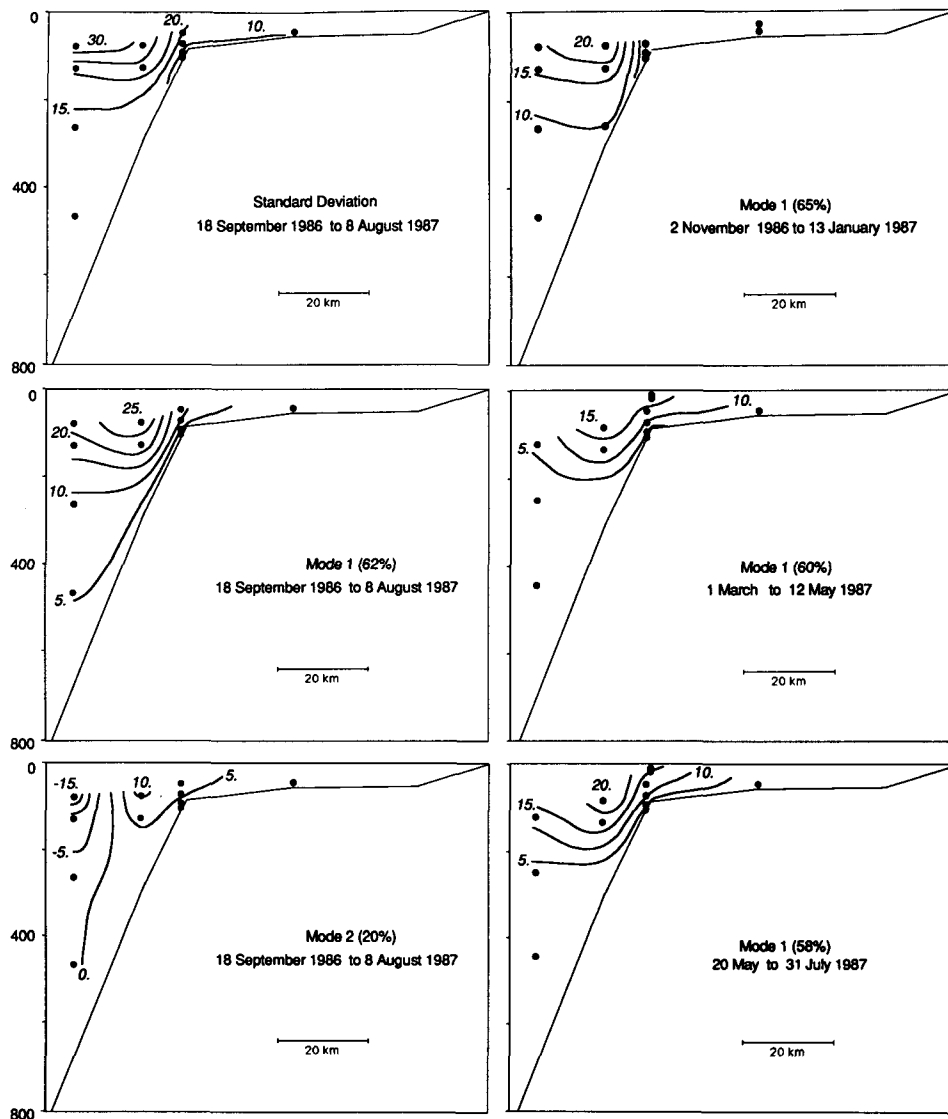 0
30.
20.
10.
15.
400
800
Standard Deviation
18 September 1986 to 8 August 1987
20 km
20.
15.
10.
Mode 1 (65%)
2 November 1986 to 13 January 1987
20 km
0
25.
20.
10.
5.
400
800
Mode 1 (62%)
18 September 1986 to 8 August 1987
20 km
15.
10.
5.
Mode 1 (60%)
1 March to 12 May 1987
20 km
0
-15.
10.
5.
-5.
0.
400
800
Mode 2 (20%)
18 September 1986 to 8 August 1987
20 km
20.
10.
15.
5.
Mode 1 (58%)
20 May to 31 July 1987
20 km